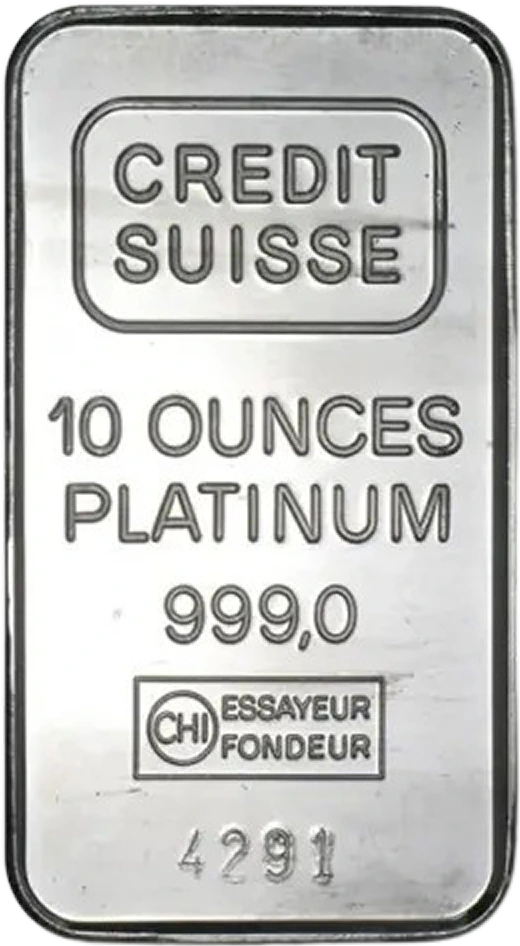 CREDIT
SUISSE
10 OUNCES
PLATINUM
999,0
CHI ESSAYEUR
FONDEUR
4291